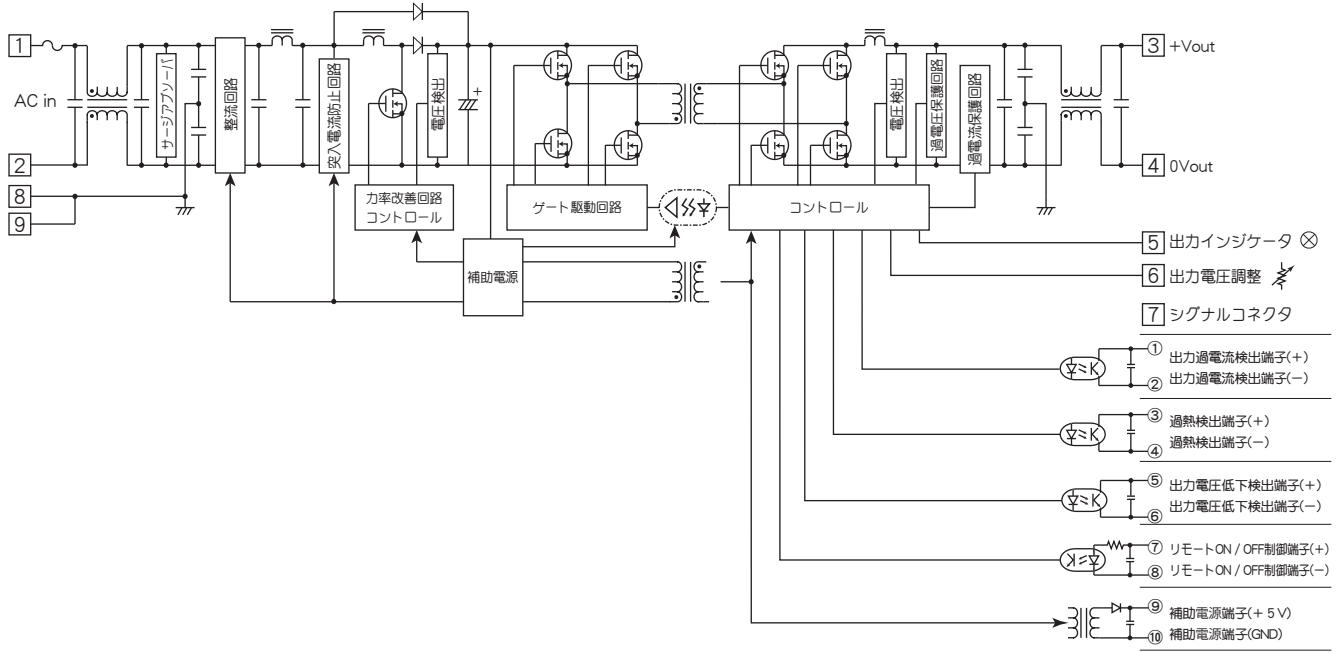 1
AC in
2
8
9
サージアブソーバ
整流回路
突入電流防止回路
電圧検出
+
力率改善回路
コントロール
ゲート駆動回路
補助電源
コントロール
電圧検出
過電圧保護回路
過電流保護回路
3 +Vout
4 0Vout
5 出力インジケータ
6 出力電圧調整
7 シグナルコネクタ
① 出力過電流検出端子(+)
② 出力過電流検出端子(−)
③ 過熱検出端子(+)
④ 過熱検出端子(−)
⑤ 出力電圧低下検出端子(+)
⑥ 出力電圧低下検出端子(−)
⑦ リモートON / OFF制御端子(+)
⑧ リモートON / OFF制御端子(−)
⑨ 補助電源端子(+ 5 V)
⑩ 補助電源端子(GND)